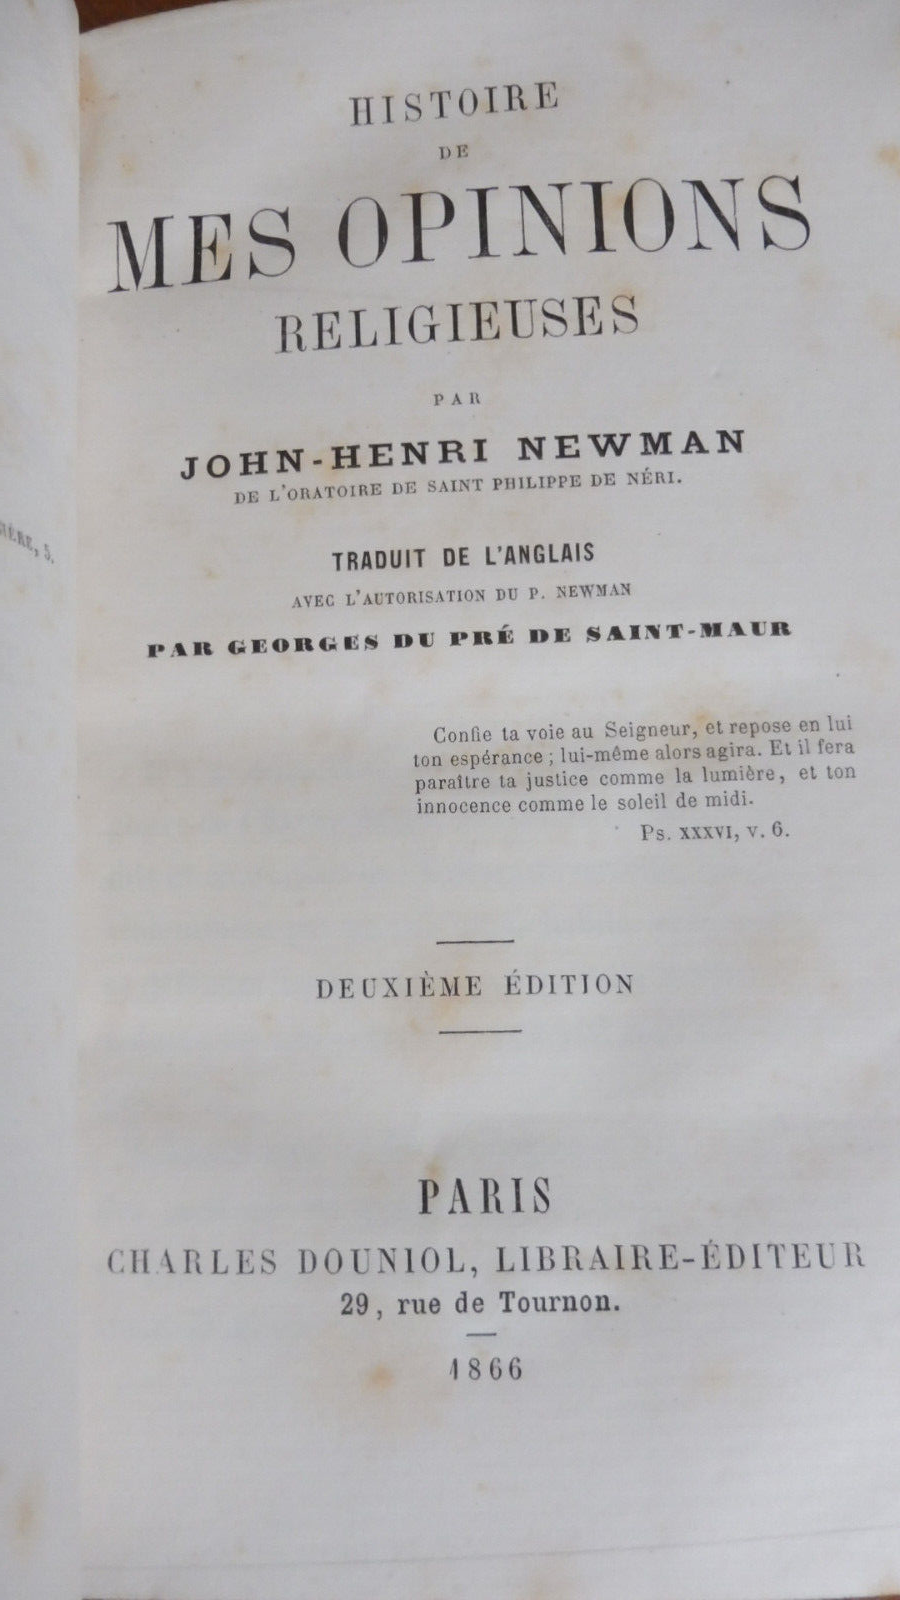 HISTOIRE
DE
MES OPINIONS
RELIGIEUSES
PAR
JOHN-HENRI NEWMAN
DE L'ORATOIRE DE SAINT PHILIPPE DE NÉRI.
TRADUIT DE L'ANGLAIS
AVEC L'AUTORISATION DU P. NEWMAN
PAR GEORGES DU PRÉ DE SAINT-MAUR
Confie ta voie au Seigneur, et repose en lui
ton espérance ; lui-même alors agira. Et il fera
paraître ta justice comme la lumière, et ton
innocence comme le soleil de midi.
Ps. XXXVI, v. 6.
DEUXIÈME ÉDITION
PARIS
CHARLES DOUNIOL, LIBRAIRE-ÉDITEUR
29, rue de Tournon.
1866
5.